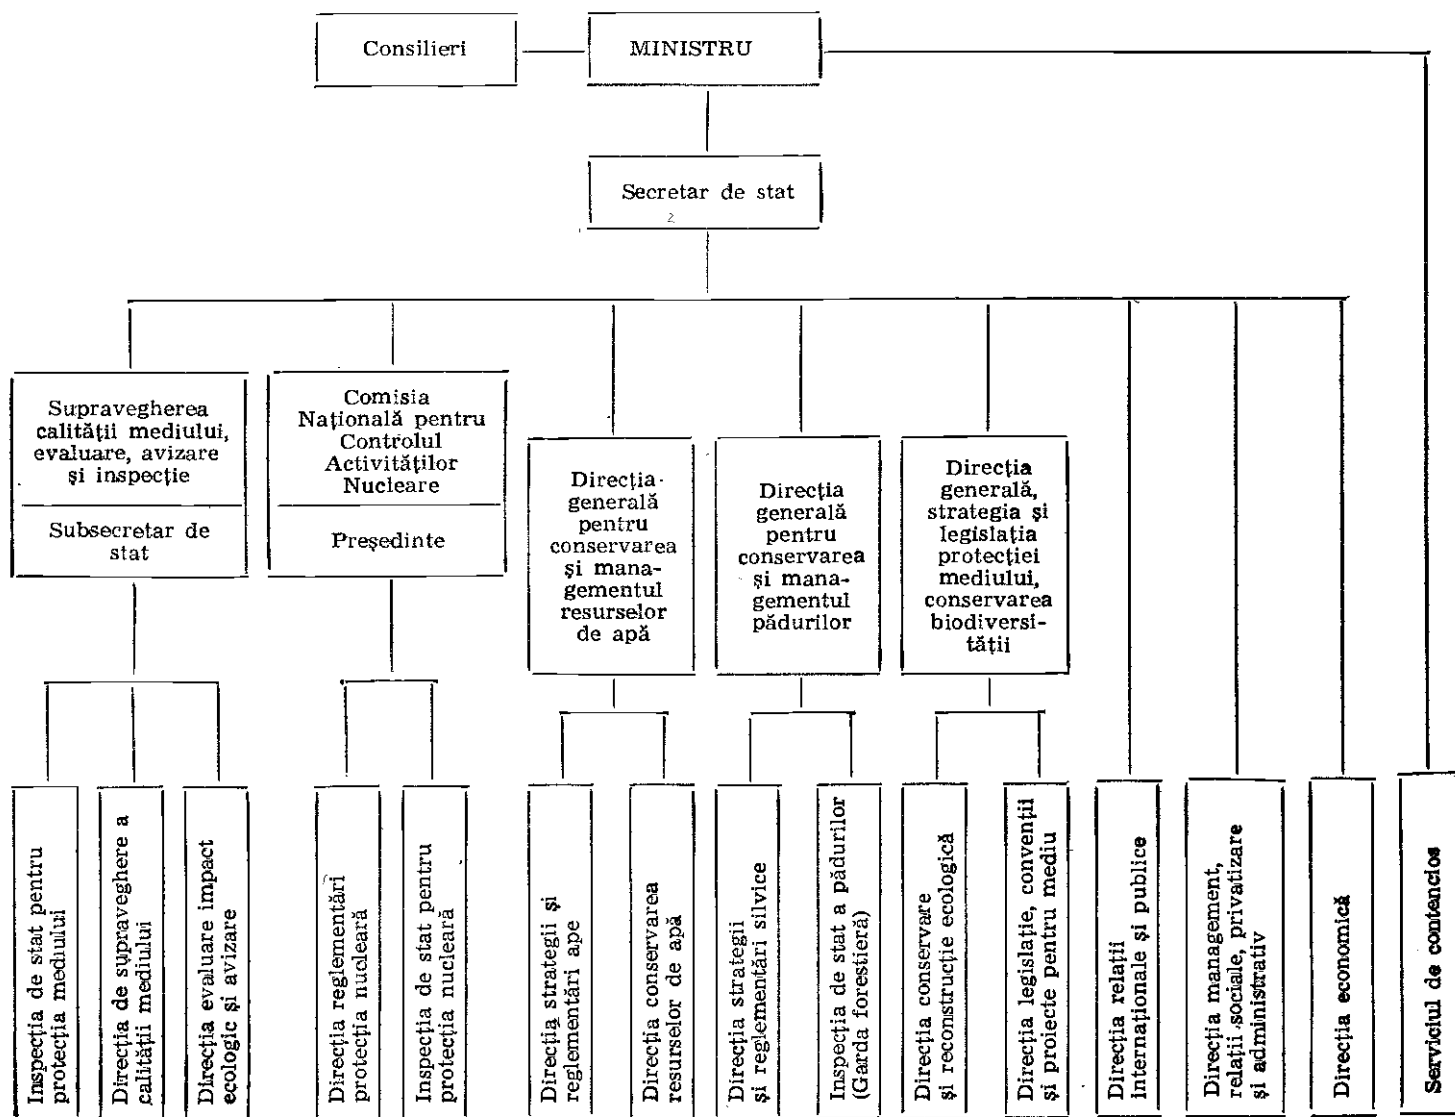 Consilieri
MINISTRU
Secretar de stat
2
Supravegherea
calității mediului,
evaluare, avizare
și inspecție
Subsecretar de
stat
Comisia
Națională pentru
Controlul
Activităților
Nucleare
Președinte
Direcția
generală
pentru
conservarea
și mana-
gementul
resurselor
de apă
Direcția
generală
pentru
conservarea
și mana-
gementul
pădurilor
Direcția
generală,
strategia și
legislația
protecției
mediului,
conservarea
biodiversi-
tății
Inspecția de stat pentru
protecția mediului
Direcția de supraveghere a
calității mediului
Direcția evaluare impact
ecologic și avizare
Direcția reglementări
protecția nucleară
Inspecția de stat pentru
protecția nucleară
Direcția strategii și
reglementări ape
Direcția conservarea
resurselor de apă
Direcția strategii
și reglementări silvice
Inspecția de stat a pădurilor
(Garda forestieră)
Direcția conservare
și reconstrucție ecologică
Direcția legislație, convenții
și proiecte pentru mediu
Direcția relații
internaționale și publice
Direcția management,
relații sociale, privatizare
și administrativ
Direcția economică
Serviciul de contencios